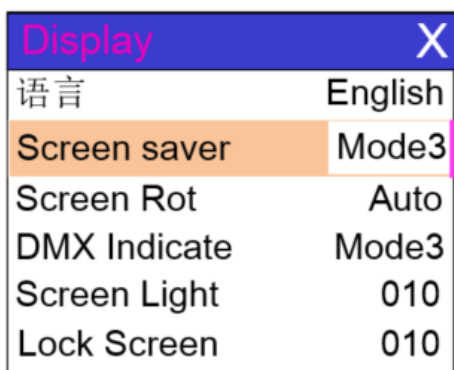 Display X
语言 English
Screen saver Mode3
Screen Rot Auto
DMX Indicate Mode3
Screen Light 010
Lock Screen 010